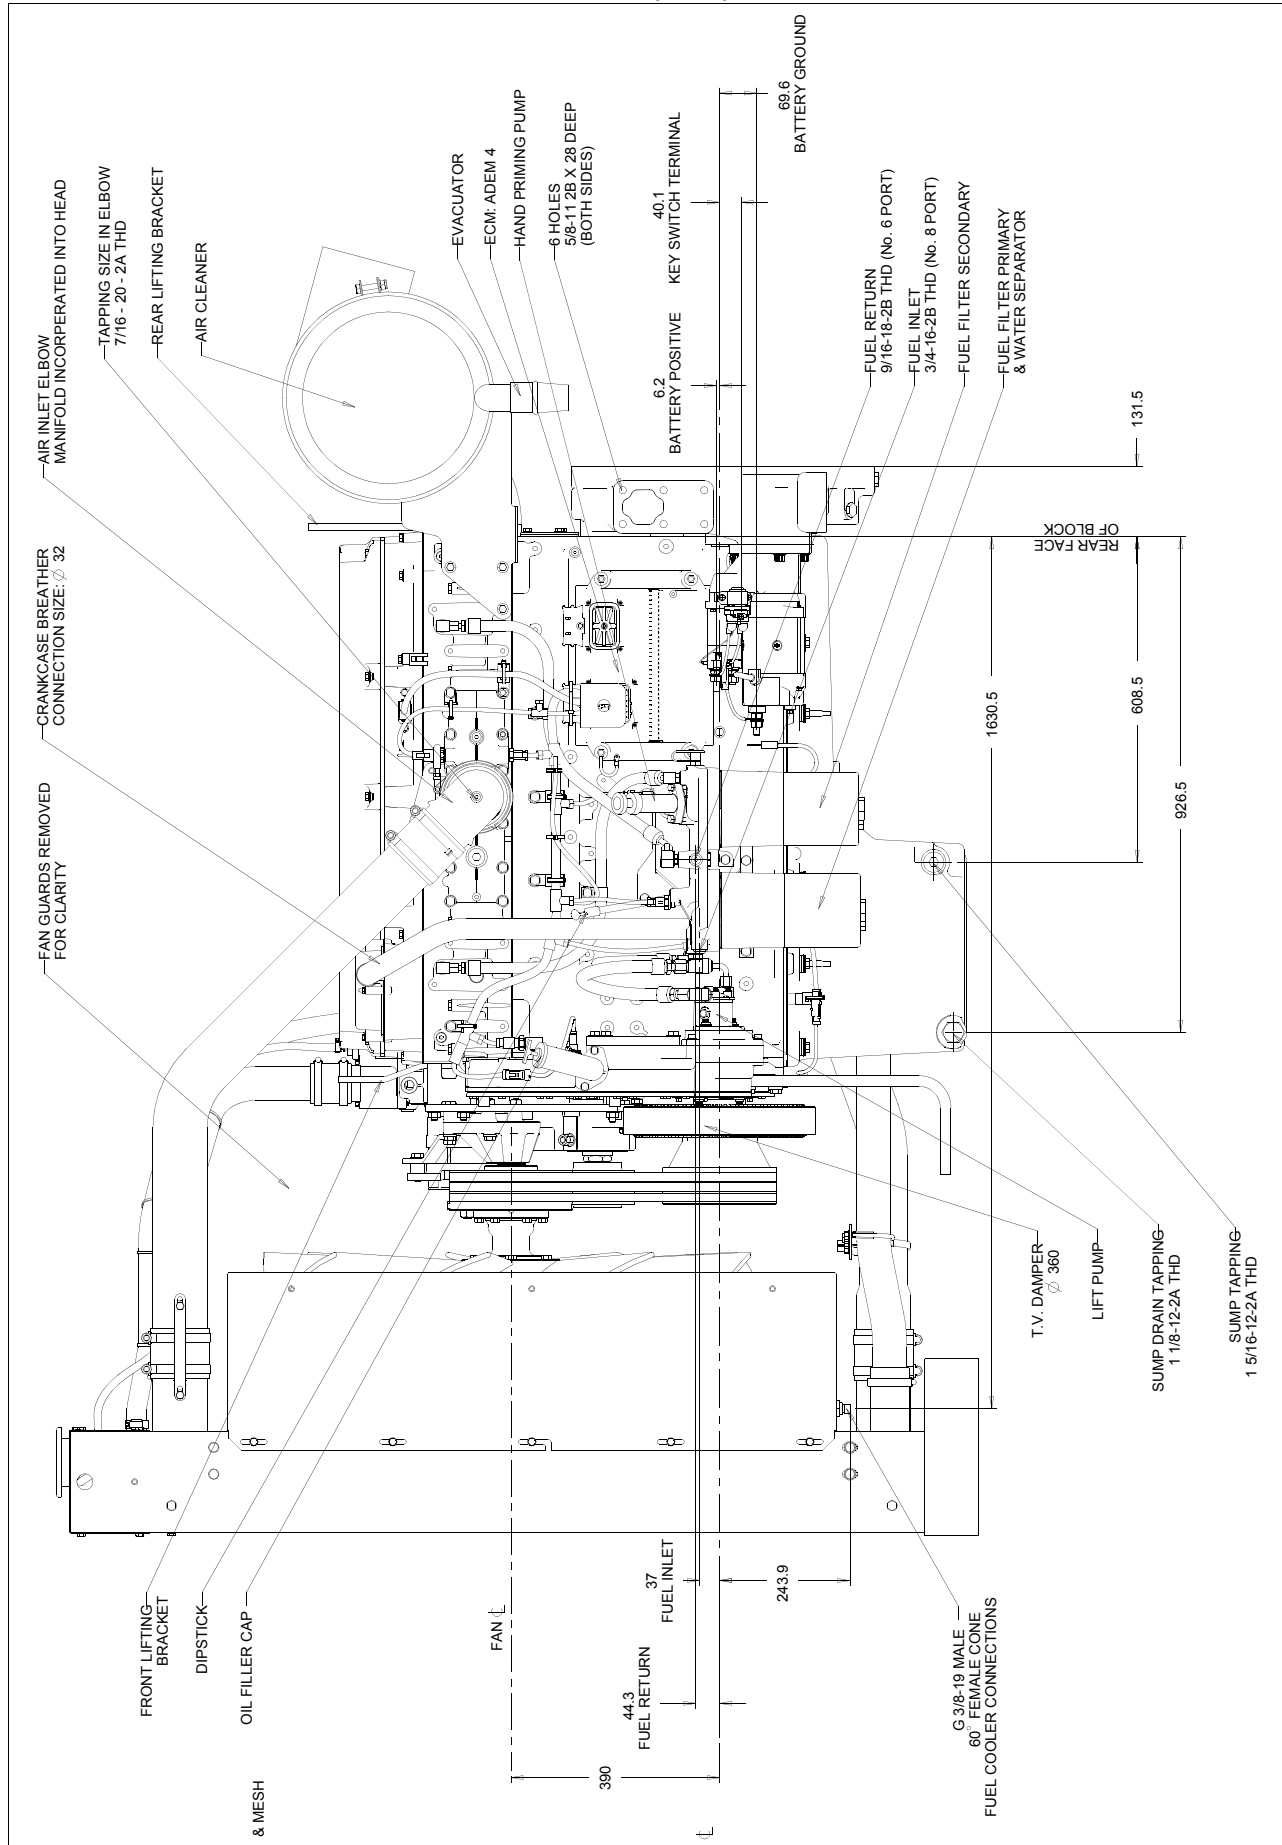 FAN GUARDS REMOVED
FOR CLARITY
CRANKCASE BREATHER
CONNECTION SIZE: ∅ 32
AIR INLET ELBOW
MANIFOLD INCORPERATED INTO HEAD
TAPPING SIZE IN ELBOW
7/16 - 20 - 2A THD
REAR LIFTING BRACKET
AIR CLEANER
EVACUATOR
ECM: ADEM 4
HAND PRIMING PUMP
6 HOLES
5/8-11 2B X 28 DEEP
(BOTH SIDES)
6.2
BATTERY POSITIVE
40.1
KEY SWITCH TERMINAL
69.6
BATTERY GROUND
FUEL RETURN
9/16-18-2B THD (No. 6 PORT)
FUEL INLET
3/4-16-2B THD (No. 8 PORT)
FUEL FILTER SECONDARY
FUEL FILTER PRIMARY
& WATER SEPARATOR
131.5
REAR FACE
OF BLOCK
1630.5
608.5
926.5
FRONT LIFTING
BRACKET
DIPSTICK
OIL FILLER CAP
& MESH
FAN ℄
390
44.3
FUEL RETURN
37
FUEL INLET
243.9
℄
G 3/8-19 MALE
60° FEMALE CONE
FUEL COOLER CONNECTIONS
T.V. DAMPER
∅ 360
LIFT PUMP
SUMP DRAIN TAPPING
1 1/8-12-2A THD
SUMP TAPPING
1 5/16-12-2A THD